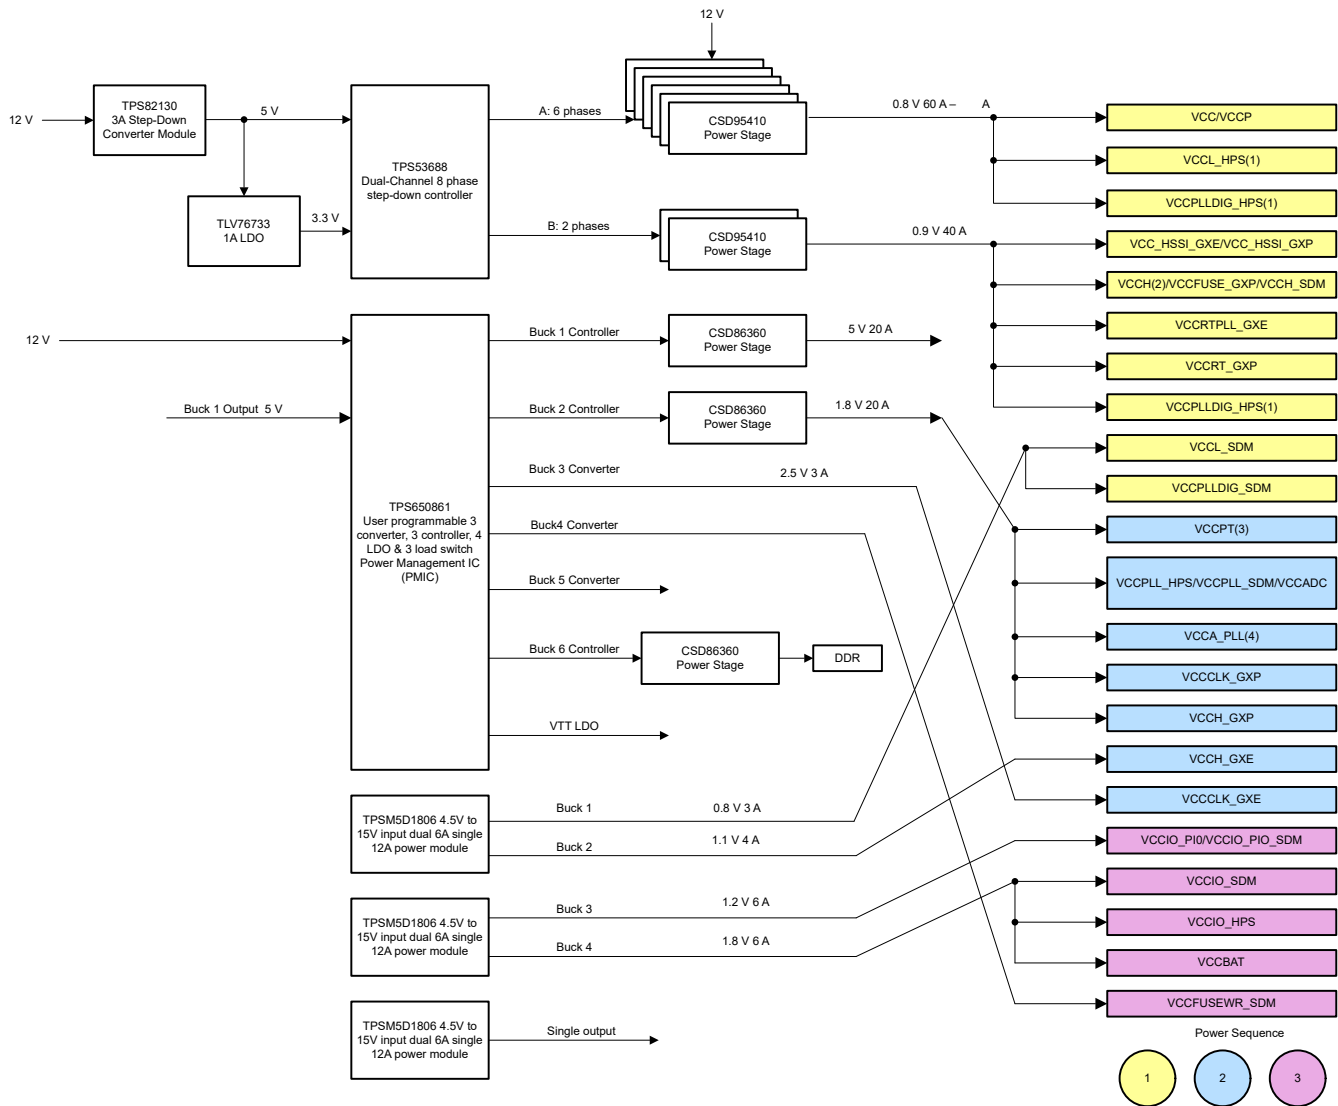 12 V
12 V
TPS82130
3A Step-Down
Converter Module
5 V
TLV76733
1A LDO
3.3 V
TPS53688
Dual-Channel 8 phase
step-down controller
A: 6 phases
CSD95410
Power Stage
0.8 V 60 A – A
B: 2 phases
CSD95410
Power Stage
0.9 V 40 A
12 V
Buck 1 Output 5 V
TPS650861
User programmable 3
converter, 3 controller, 4
LDO & 3 load switch
Power Management IC
(PMIC)
Buck 1 Controller
CSD86360
Power Stage
5 V 20 A
Buck 2 Controller
CSD86360
Power Stage
1.8 V 20 A
Buck 3 Converter
2.5 V 3 A
Buck4 Converter
Buck 5 Converter
Buck 6 Controller
CSD86360
Power Stage
DDR
VTT LDO
TPSM5D1806 4.5V to
15V input dual 6A single
12A power module
Buck 1
0.8 V 3 A
Buck 2
1.1 V 4 A
TPSM5D1806 4.5V to
15V input dual 6A single
12A power module
Buck 3
1.2 V 6 A
Buck 4
1.8 V 6 A
TPSM5D1806 4.5V to
15V input dual 6A single
12A power module
Single output
VCC/VCCP
VCCL_HPS(1)
VCCPLLDIG_HPS(1)
VCC_HSSI_GXE/VCC_HSSI_GXP
VCCH(2)/VCCFUSE_GXP/VCCH_SDM
VCCRTPLL_GXE
VCCRT_GXP
VCCPLLDIG_HPS(1)
VCCL_SDM
VCCPLLDIG_SDM
VCCPT(3)
VCCPLL_HPS/VCCPLL_SDM/VCCADC
VCCA_PLL(4)
VCCCLK_GXP
VCCH_GXP
VCCH_GXE
VCCCLK_GXE
VCCIO_PI0/VCCIO_PIO_SDM
VCCIO_SDM
VCCIO_HPS
VCCBAT
VCCFUSEWR_SDM
Power Sequence
1
2
3